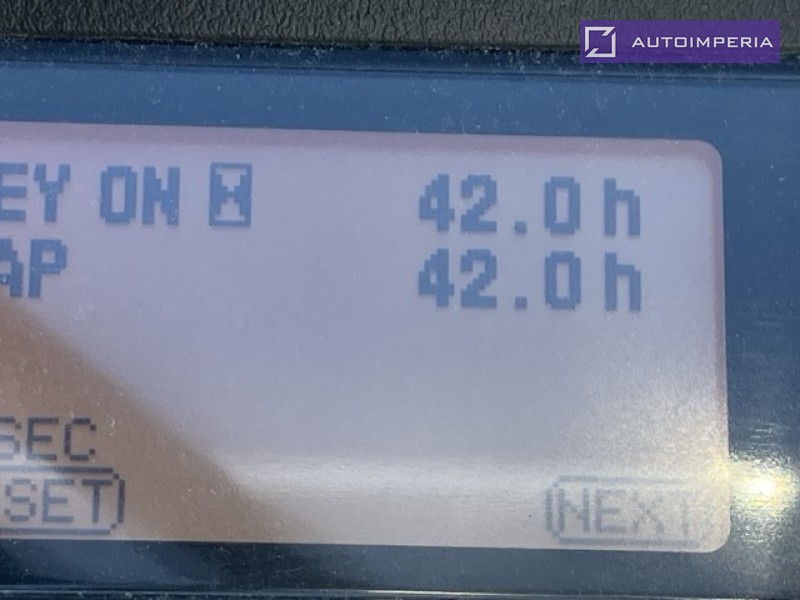 AUTOIMPERIA
EY ON 42.0h
AP 42.0h
SEC
SET
NEXT